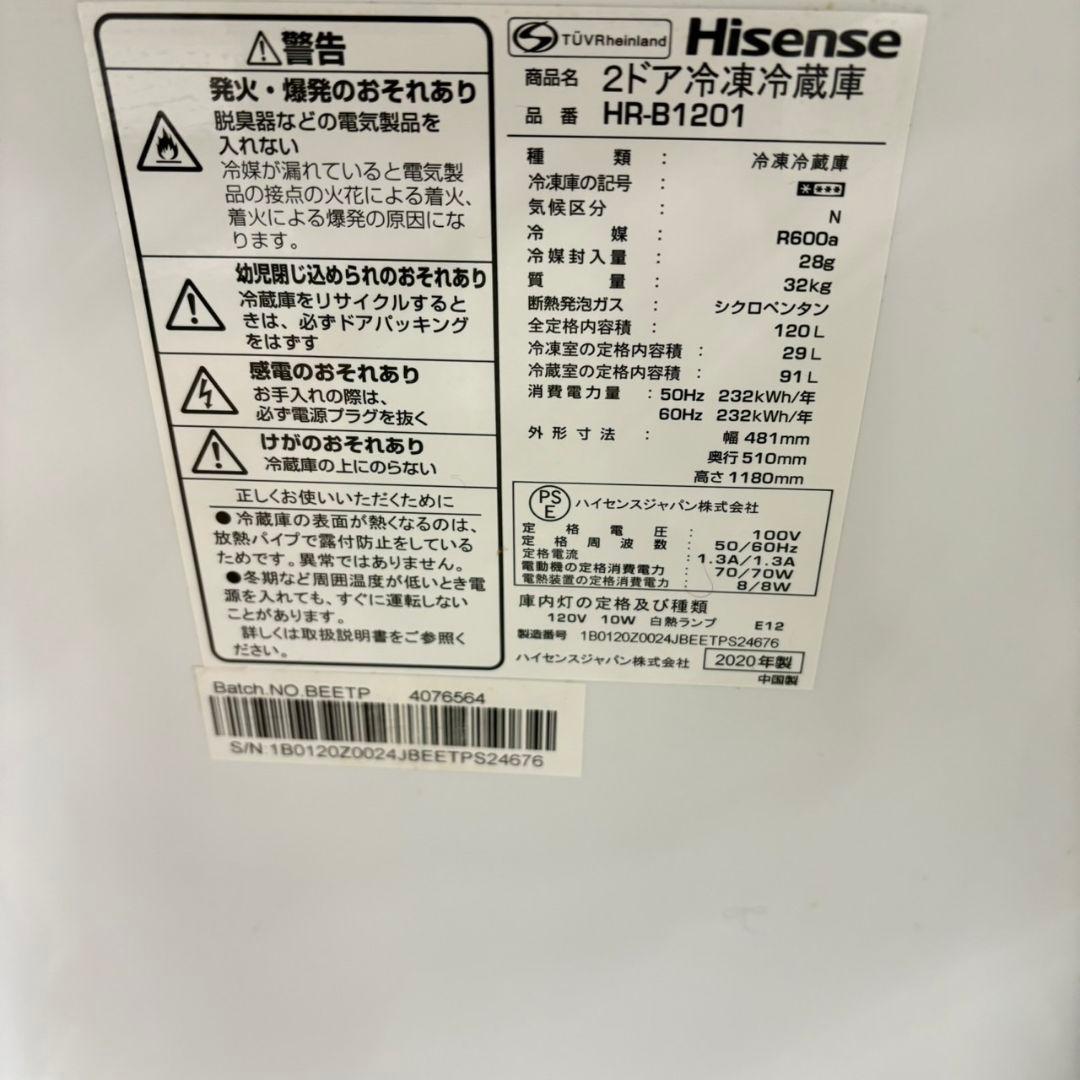 警告
発火・爆発のおそれあり
脱臭器などの電気製品を
入れない
冷媒が漏れていると電気製
品の接点の火花による着火、
着火による爆発の原因にな
ります。
幼児閉じ込められのおそれあり
冷蔵庫をリサイクルすると
きは、必ずドアパッキング
をはずす
感電のおそれあり
お手入れの際は、
必ず電源プラグを抜く
けがのおそれあり
冷蔵庫の上にのらない
正しくお使いいただくために
●冷蔵庫の表面が熱くなるのは、
放熱パイプで露付防止をしている
ためです。異常ではありません。
●冬期など周囲温度が低いとき電
源を入れても、すぐに運転しない
ことがあります。
詳しくは取扱説明書をご参照く
ださい。
TÜVRheinland Hisense
商品名 2ドア冷凍冷蔵庫
品番 HR-B1201
種類： 冷凍冷蔵庫
冷凍庫の記号： ****
気候区分： N
冷媒： R600a
冷媒封入量： 28g
質量： 32kg
断熱発泡ガス： シクロペンタン
全定格内容積： 120L
冷凍室の定格内容積： 29L
冷蔵室の定格内容積： 91L
消費電力量：50Hz 232kWh/年
60Hz 232kWh/年
外形寸法： 幅 481mm
奥行 510mm
高さ 1180mm
PSE ハイセンスジャパン株式会社
定格電圧： 100V
定格周波数： 50/60Hz
定格電流：1.3A/1.3A
電動機の定格消費電力： 70/70W
電熱装置の定格消費電力： 8/8W
庫内灯の定格及び種類
120V 10W 白熱ランプ E12
製造番号 1B0120Z0024JBEETPS24676
ハイセンスジャパン株式会社 2020年製
中国製
Batch.NO.BEETP 4076564
S/N:1B0120Z0024JBEETPS24676